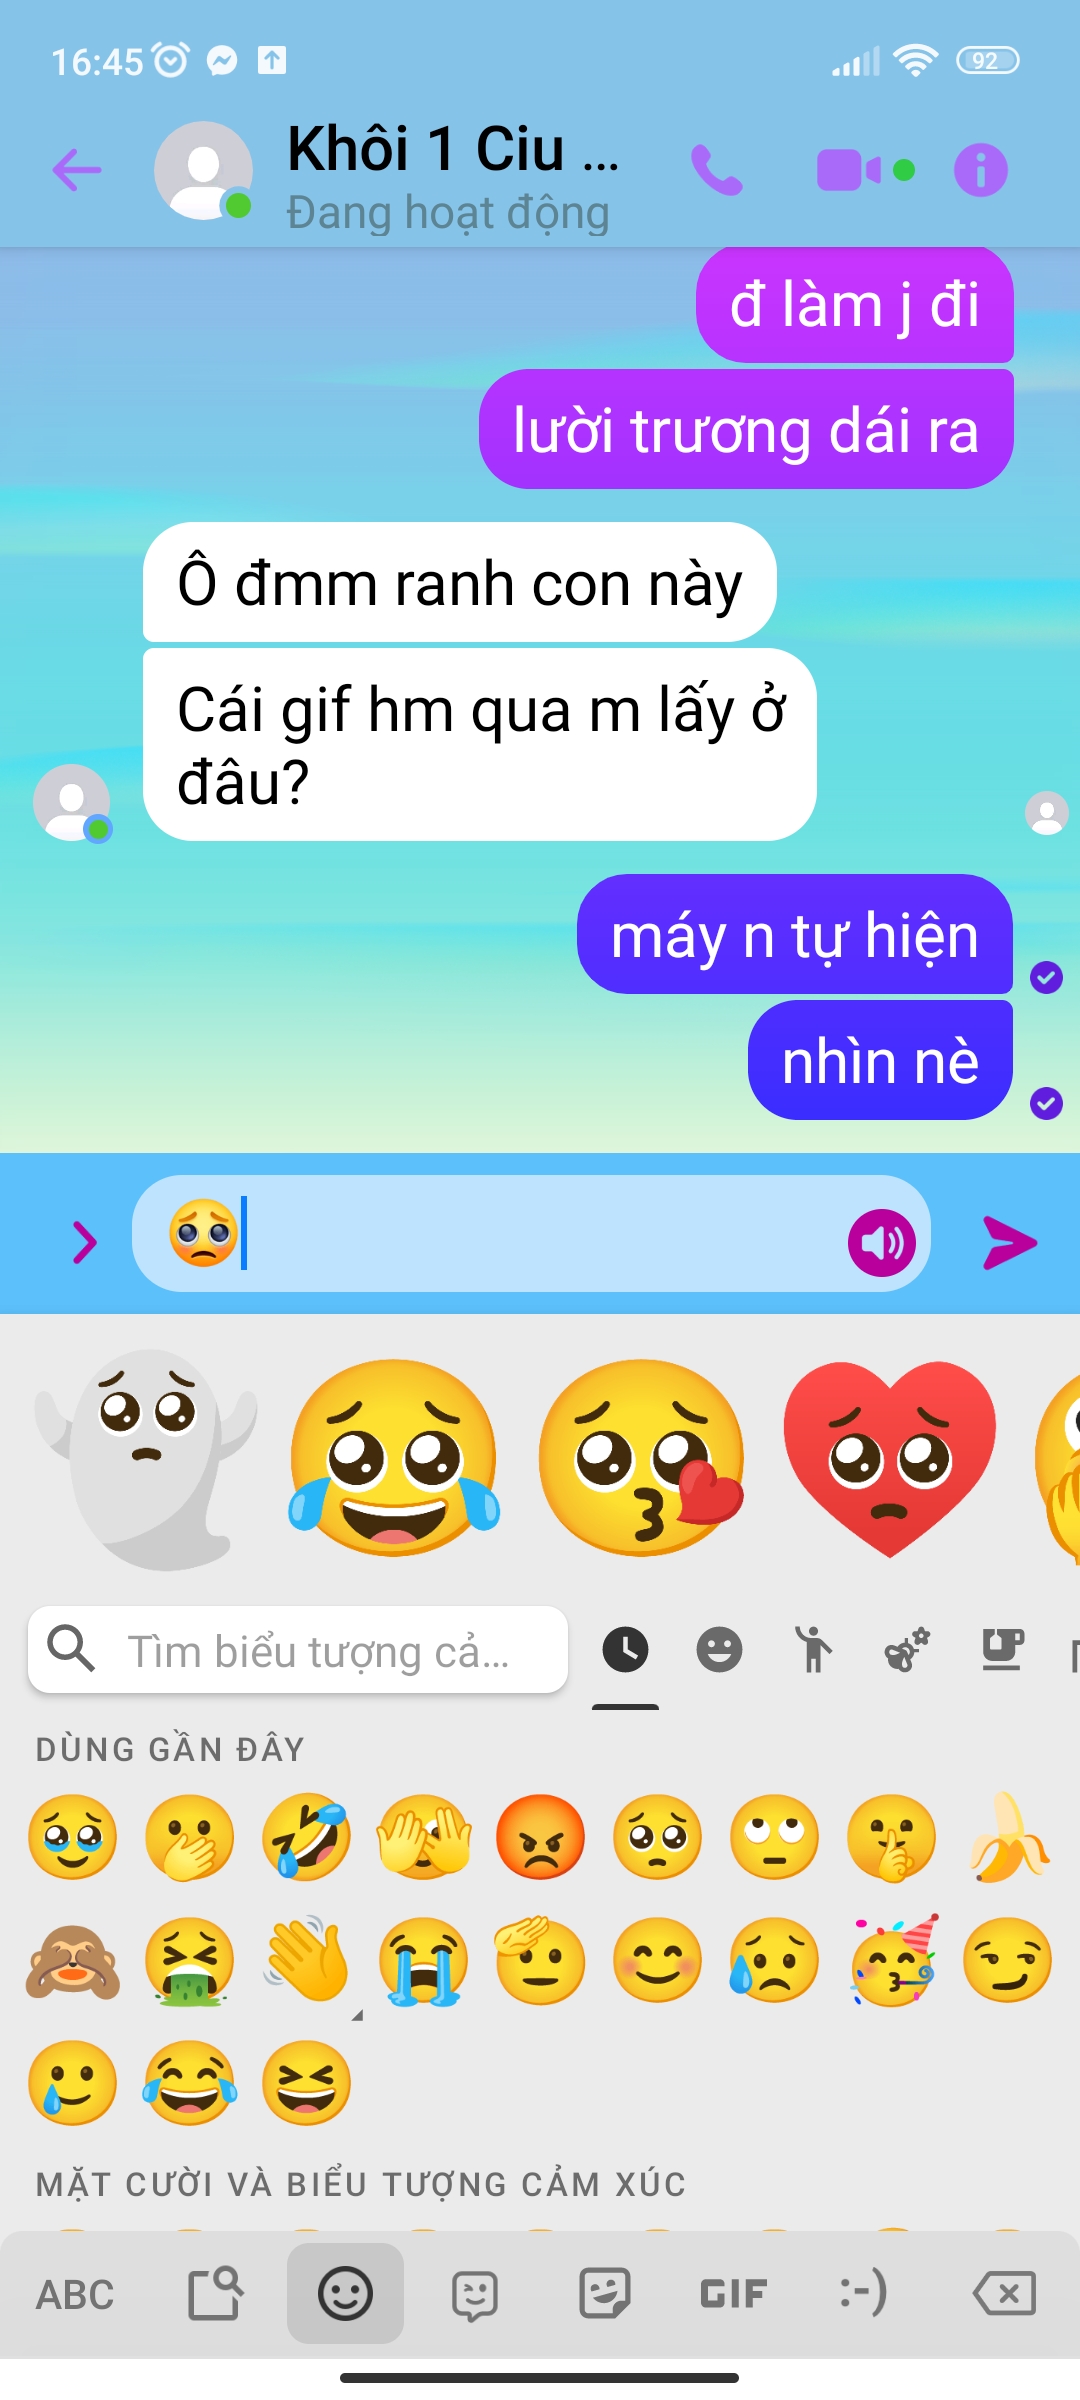 16:45
92
Khôi 1 Ciu ...
Đang hoạt động
đ làm j đi
lười trương dái ra
Ô đmm ranh con này
Cái gif hm qua m lấy ở
đâu?
máy n tự hiện
nhìn nè
🥺
Tìm biểu tượng cả...
DÙNG GẦN ĐÂY
MẶT CƯỜI VÀ BIỂU TƯỢNG CẢM XÚC
ABC
GIF
:-)